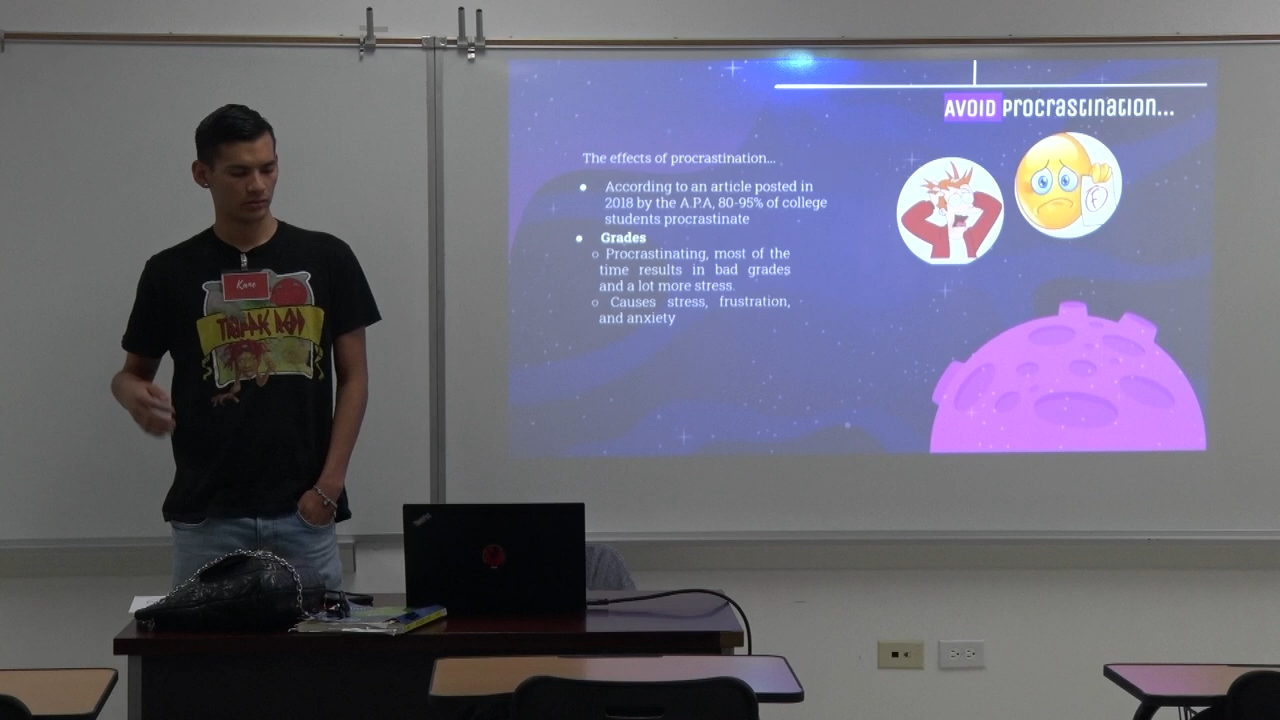 AVOID Procrastination...
The effects of procrastination...
● According to an article posted in
2018 by the A.P.A, 80-95% of college
students procrastinate
● Grades
○ Procrastinating, most of the
time results in bad grades
and a lot more stress.
○ Causes stress, frustration,
and anxiety
F
ThinkPad